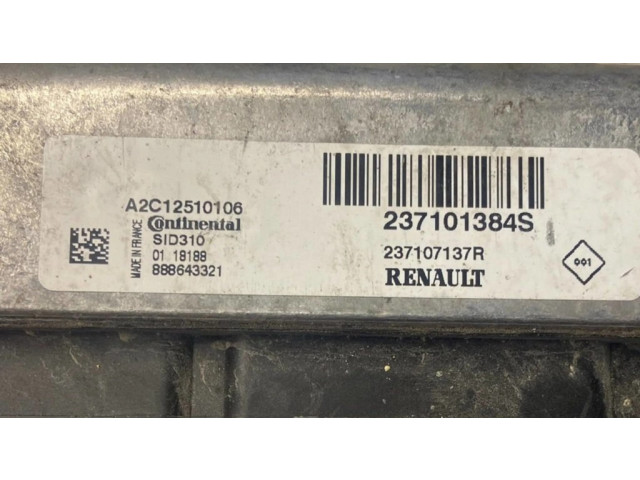 A2C12510106
Continental
SID310
01 18188
888643321
MADE IN FRANCE
237101384S
237107137R
RENAULT
001